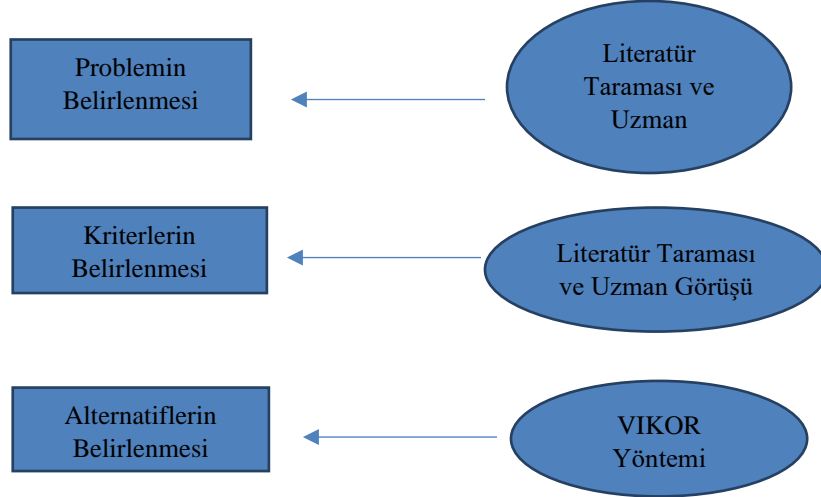 Problemin
Belirlenmesi
Literatür
Taraması ve
Uzman
Kriterlerin
Belirlenmesi
Literatür Taraması
ve Uzman Görüşü
Alternatiflerin
Belirlenmesi
VIKOR
Yöntemi